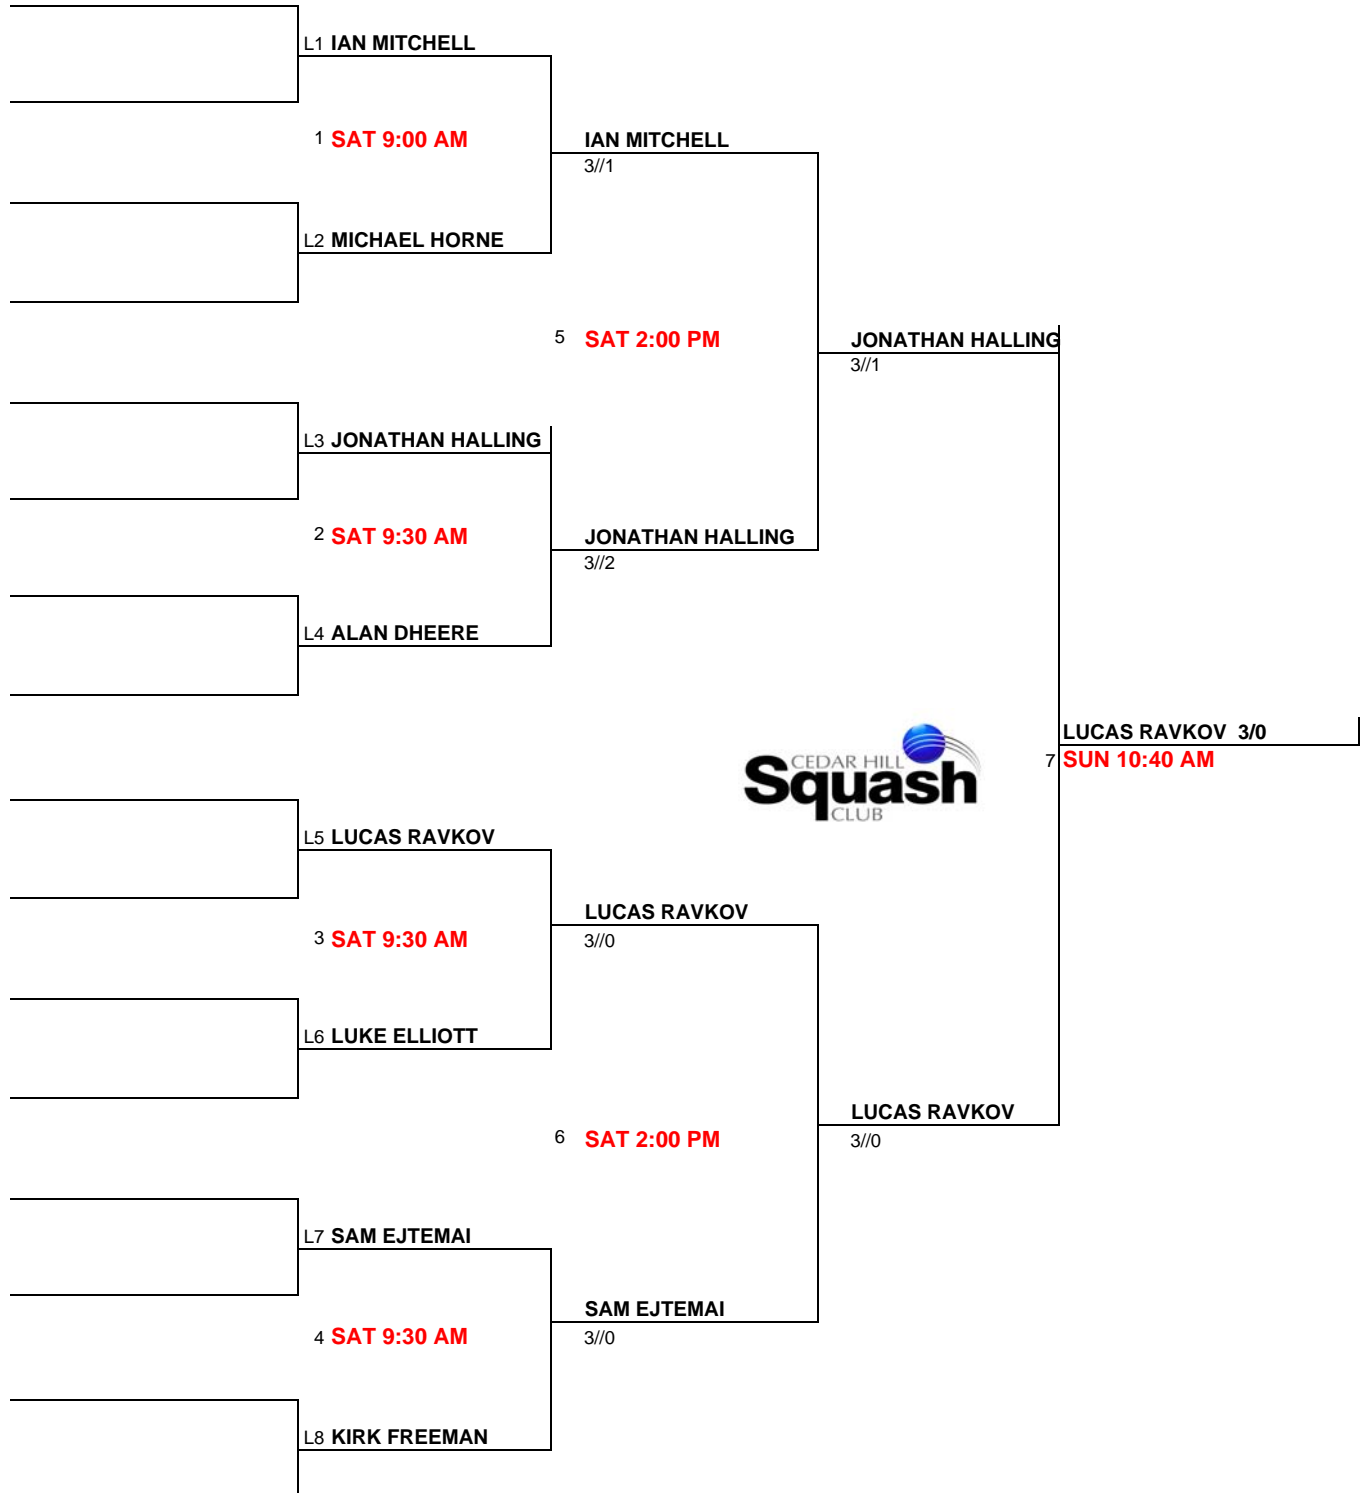 L1 IAN MITCHELL
1 SAT 9:00 AM
IAN MITCHELL
3//1
L2 MICHAEL HORNE
5 SAT 2:00 PM
JONATHAN HALLING
3//1
L3 JONATHAN HALLING
2 SAT 9:30 AM
JONATHAN HALLING
3//2
L4 ALAN DHEERE
LUCAS RAVKOV 3/0
7 SUN 10:40 AM
CEDAR HILL
Squash
CLUB
L5 LUCAS RAVKOV
LUCAS RAVKOV
3 SAT 9:30 AM
3//0
L6 LUKE ELLIOTT
LUCAS RAVKOV
6 SAT 2:00 PM
3//0
L7 SAM EJTEMAI
SAM EJTEMAI
4 SAT 9:30 AM
3//0
L8 KIRK FREEMAN